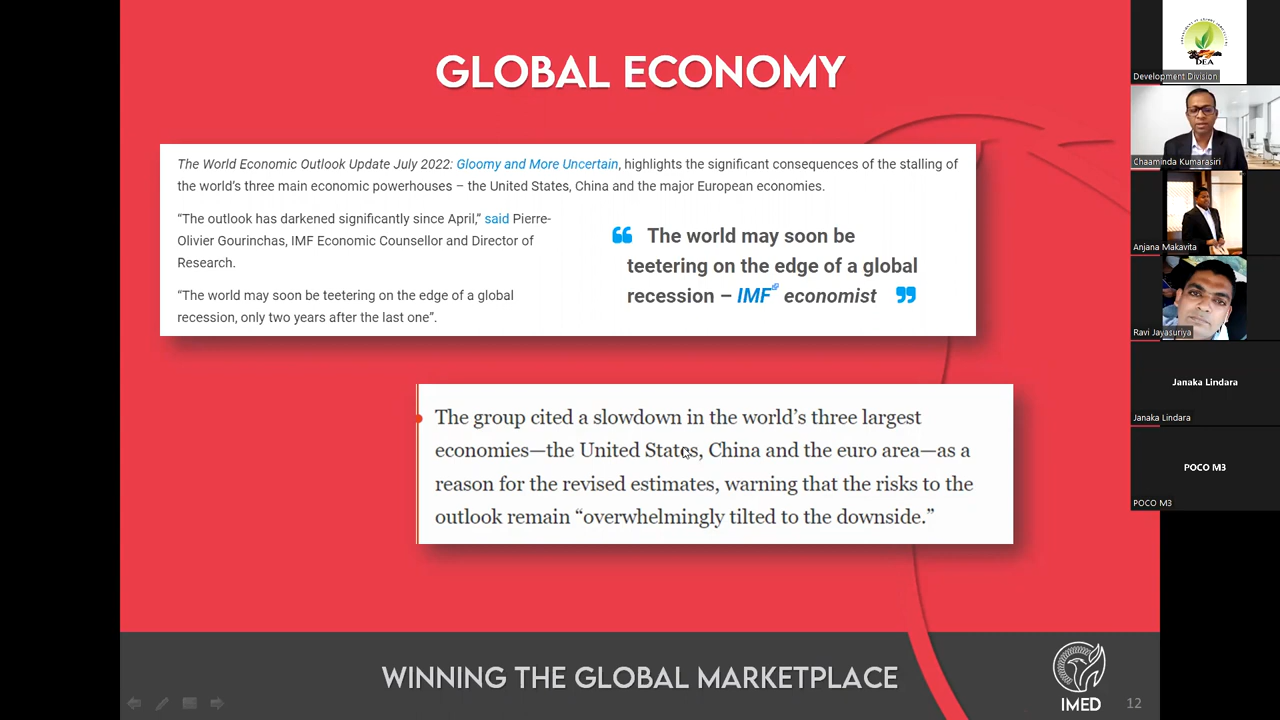 GLOBAL ECONOMY
The World Economic Outlook Update July 2022: Gloomy and More Uncertain, highlights the significant consequences of the stalling of
the world's three main economic powerhouses – the United States, China and the major European economies.
“The outlook has darkened significantly since April,” said Pierre-
Olivier Gourinchas, IMF Economic Counsellor and Director of
Research.
“The world may soon be teetering on the edge of a global
recession, only two years after the last one”.
“ The world may soon be
teetering on the edge of a global
recession – IMF economist ”
The group cited a slowdown in the world's three largest
economies—the United States, China and the euro area—as a
reason for the revised estimates, warning that the risks to the
outlook remain “overwhelmingly tilted to the downside.”
WINNING THE GLOBAL MARKETPLACE
IMED
12
DEA
Development Division
Chaaminda Kumarasiri
Anjana Makavita
Ravi Jayasuriya
Janaka Lindara
Janaka Lindara
POCO M3
POCO M3